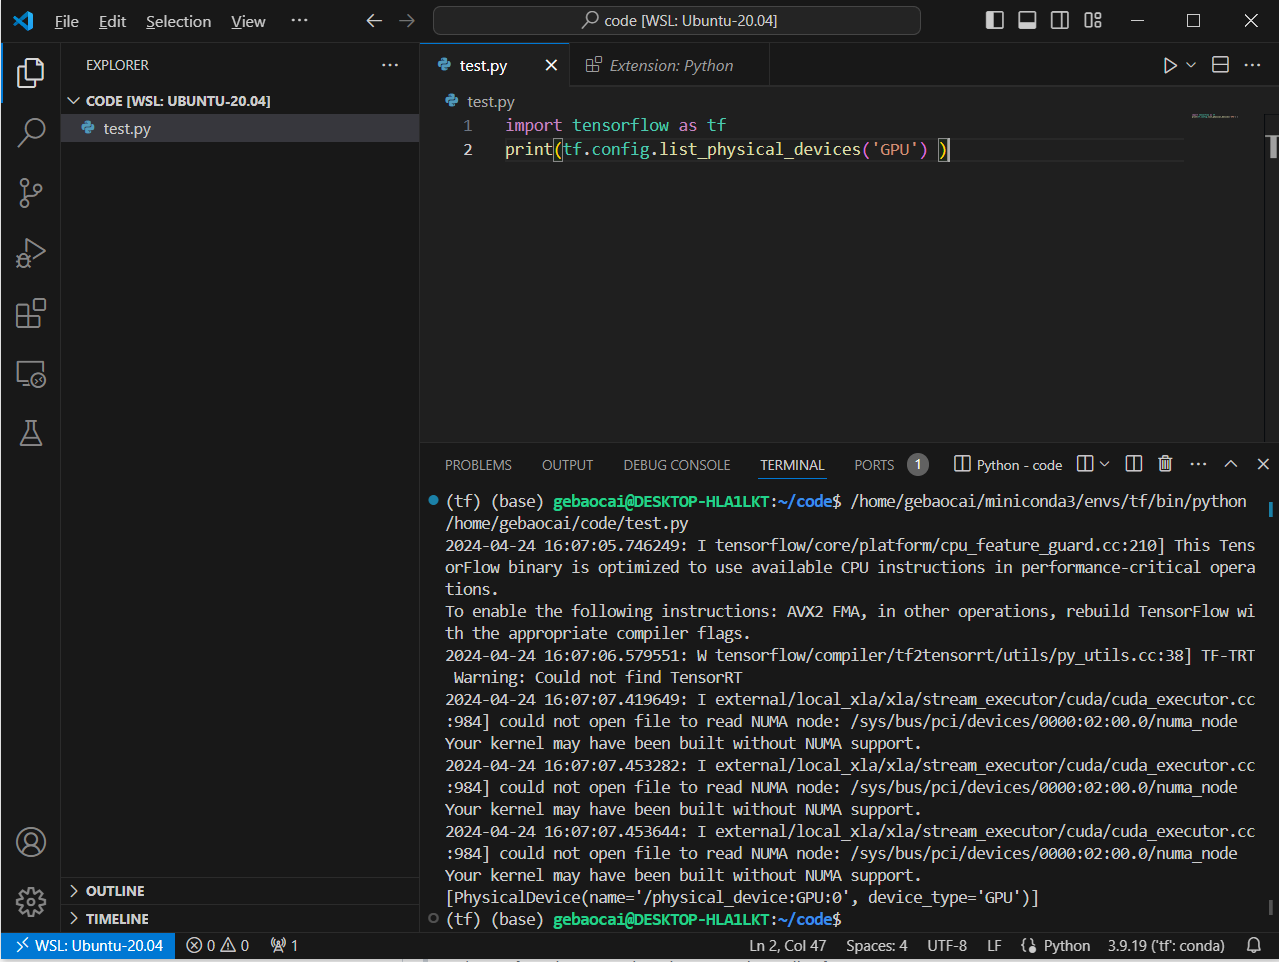 File Edit Selection View ··· code [WSL: Ubuntu-20.04]
EXPLORER ···
CODE [WSL: UBUNTU-20.04]
test.py
test.py Extension: Python
test.py
1 import tensorflow as tf
2 print(tf.config.list_physical_devices('GPU') )
PROBLEMS OUTPUT DEBUG CONSOLE TERMINAL PORTS 1 Python - code
(tf) (base) gebaocai@DESKTOP-HLA1LKT:~/code$ /home/gebaocai/miniconda3/envs/tf/bin/python
/home/gebaocai/code/test.py
2024-04-24 16:07:05.746249: I tensorflow/core/platform/cpu_feature_guard.cc:210] This Tens
orFlow binary is optimized to use available CPU instructions in performance-critical opera
tions.
To enable the following instructions: AVX2 FMA, in other operations, rebuild TensorFlow wi
th the appropriate compiler flags.
2024-04-24 16:07:06.579551: W tensorflow/compiler/tf2tensorrt/utils/py_utils.cc:38] TF-TRT
Warning: Could not find TensorRT
2024-04-24 16:07:07.419649: I external/local_xla/xla/stream_executor/cuda/cuda_executor.cc
:984] could not open file to read NUMA node: /sys/bus/pci/devices/0000:02:00.0/numa_node
Your kernel may have been built without NUMA support.
2024-04-24 16:07:07.453282: I external/local_xla/xla/stream_executor/cuda/cuda_executor.cc
:984] could not open file to read NUMA node: /sys/bus/pci/devices/0000:02:00.0/numa_node
Your kernel may have been built without NUMA support.
2024-04-24 16:07:07.453644: I external/local_xla/xla/stream_executor/cuda/cuda_executor.cc
:984] could not open file to read NUMA node: /sys/bus/pci/devices/0000:02:00.0/numa_node
Your kernel may have been built without NUMA support.
[PhysicalDevice(name='/physical_device:GPU:0', device_type='GPU')]
(tf) (base) gebaocai@DESKTOP-HLA1LKT:~/code$
OUTLINE
TIMELINE
WSL: Ubuntu-20.04 0 0 1 Ln 2, Col 47 Spaces: 4 UTF-8 LF Python 3.9.19 ('tf': conda)